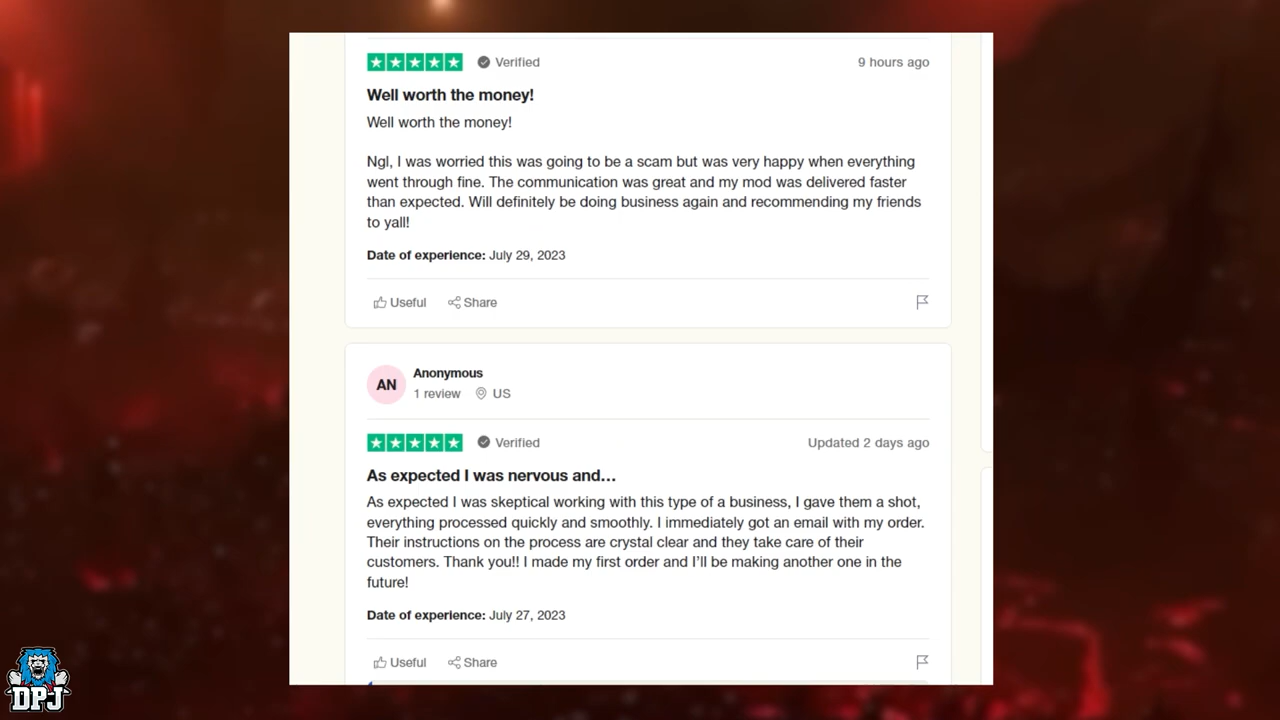 Verified
9 hours ago
Well worth the money!
Well worth the money!
Ngl, I was worried this was going to be a scam but was very happy when everything
went through fine. The communication was great and my mod was delivered faster
than expected. Will definitely be doing business again and recommending my friends
to yall!
Date of experience: July 29, 2023
Useful
Share
AN
Anonymous
1 review
US
Verified
Updated 2 days ago
As expected I was nervous and…
As expected I was skeptical working with this type of a business, I gave them a shot,
everything processed quickly and smoothly. I immediately got an email with my order.
Their instructions on the process are crystal clear and they take care of their
customers. Thank you!! I made my first order and I'll be making another one in the
future!
Date of experience: July 27, 2023
Useful
Share
DPJ